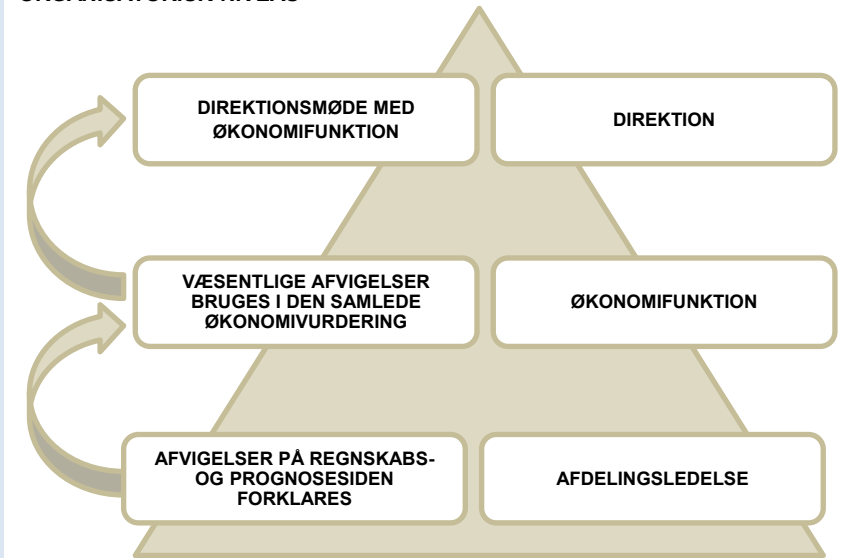 DIREKTIONSMØDE MED
ØKONOMIFUNKTION
DIREKTION
VÆSENTLIGE AFVIGELSER
BRUGES I DEN SAMLEDE
ØKONOMIVURDERING
ØKONOMIFUNKTION
AFVIGELSER PÅ REGNSKABS-
OG PROGNOSESIDEN
FORKLARES
AFDELINGSLEDELSE